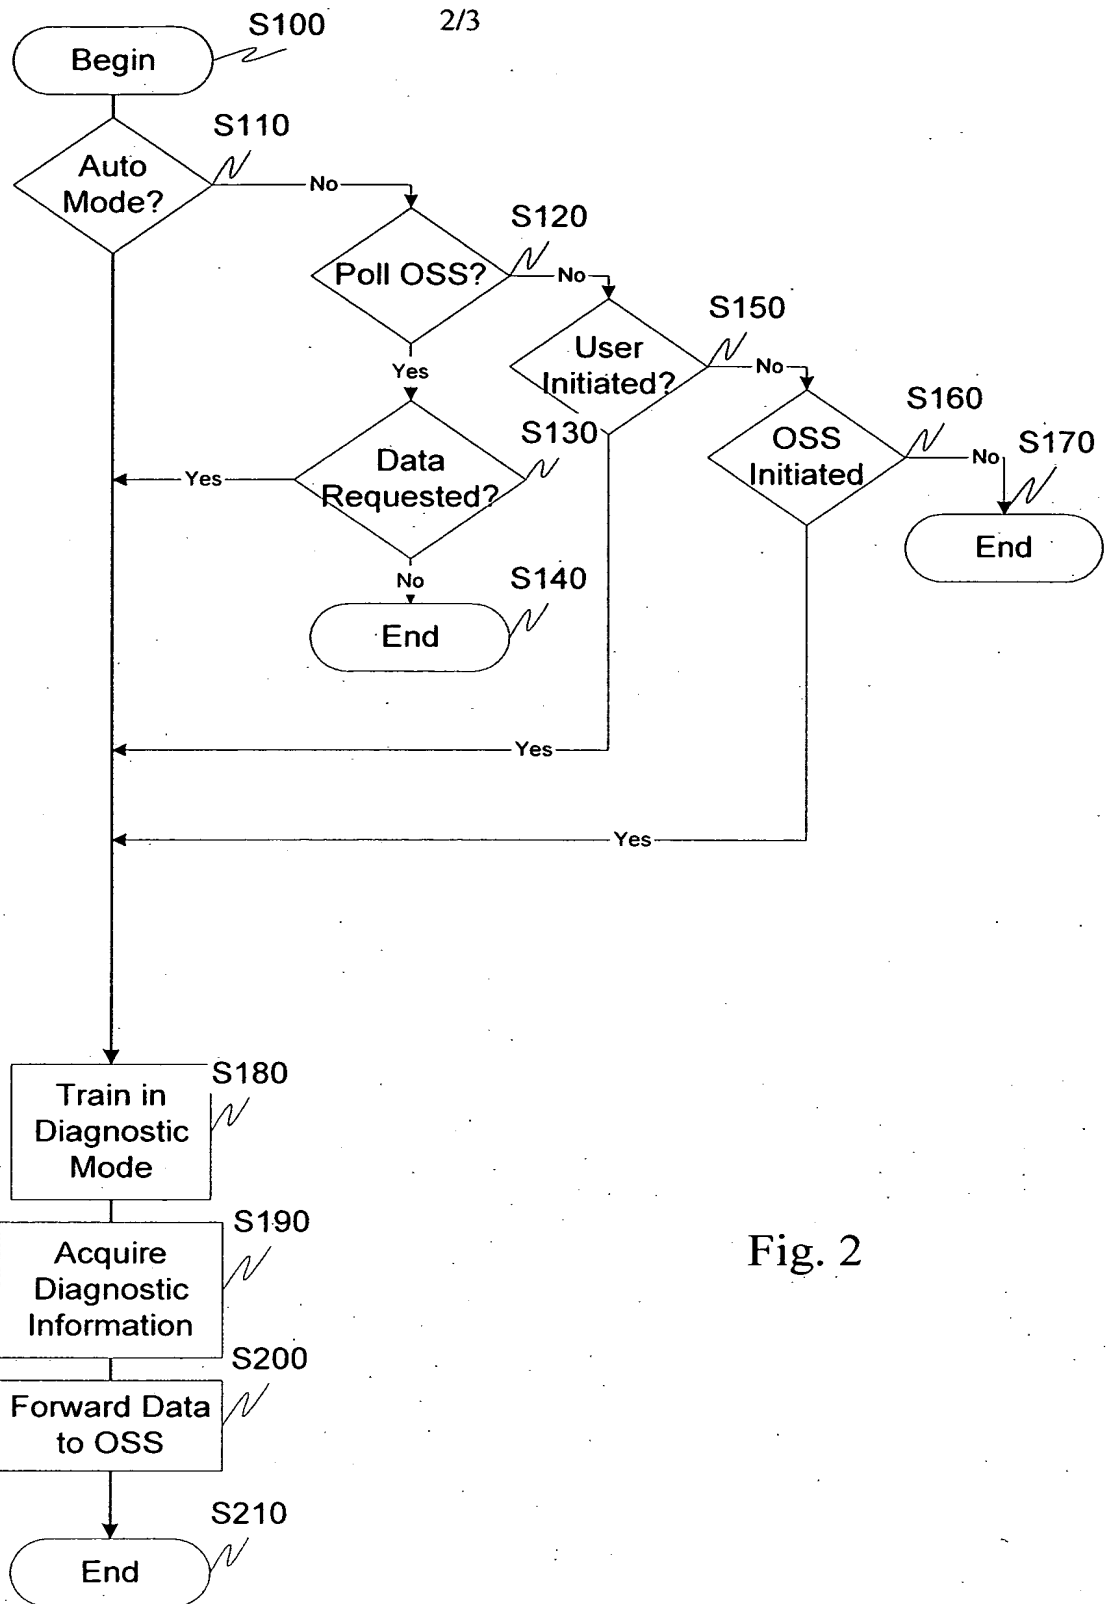 2/3
S100
Begin
S110
Auto
Mode?
No
S120
Poll OSS?
No
S150
User
Initiated?
No
S160
OSS
Initiated
No
S170
End
Yes
S130
Data
Requested?
Yes
No
S140
End
Yes
Yes
S180
Train in
Diagnostic
Mode
S190
Acquire
Diagnostic
Information
S200
Forward Data
to OSS
S210
End
Fig. 2